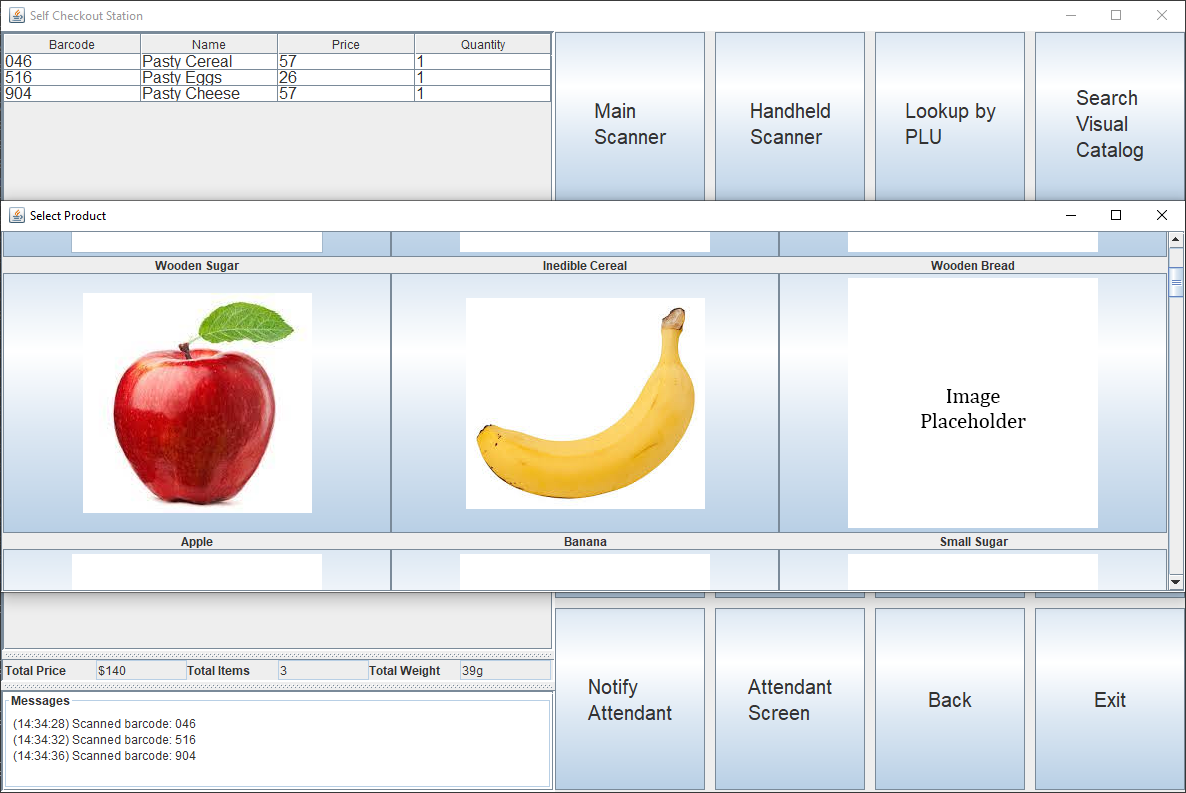 Self Checkout Station
Barcode Name Price Quantity
046 Pasty Cereal 57 1
516 Pasty Eggs 26 1
904 Pasty Cheese 57 1
Main
Scanner
Handheld
Scanner
Lookup by
PLU
Search
Visual
Catalog
Select Product
Wooden Sugar Inedible Cereal Wooden Bread
Image
Placeholder
Apple Banana Small Sugar
Total Price $140 Total Items 3 Total Weight 39g
Messages
(14:34:28) Scanned barcode: 046
(14:34:32) Scanned barcode: 516
(14:34:36) Scanned barcode: 904
Notify
Attendant
Attendant
Screen
Back
Exit